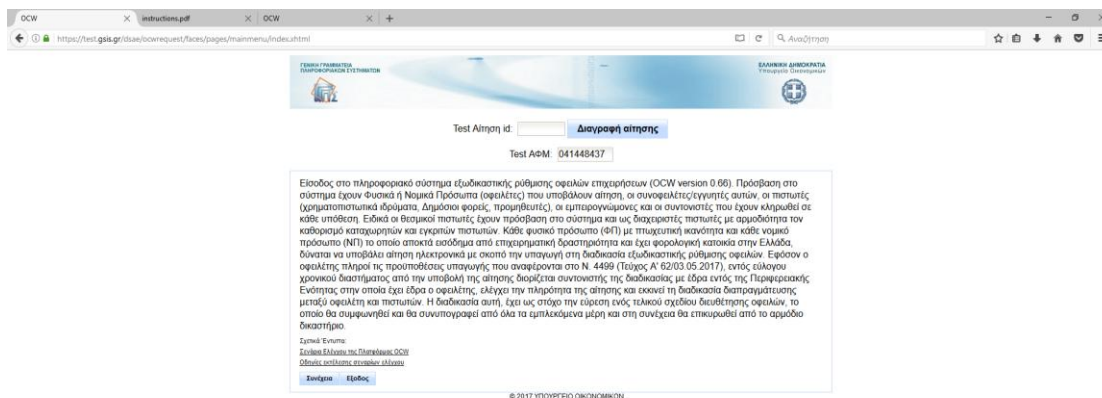 OCW
instructions.pdf
OCW
https://test.gsis.gr/dsae/ocwrequest/faces/pages/mainmenu/index.xhtml
Αναζήτηση
ΓΕΝΙΚΗ ΓΡΑΜΜΑΤΕΙΑ
ΠΛΗΡΟΦΟΡΙΑΚΩΝ ΣΥΣΤΗΜΑΤΩΝ
ΕΛΛΗΝΙΚΗ ΔΗΜΟΚΡΑΤΙΑ
Υπουργείο Οικονομικών
Test Αίτηση id:
Διαγραφή αίτησης
Test ΑΦΜ: 041448437
Είσοδος στο πληροφοριακό σύστημα εξωδικαστικής ρύθμισης οφειλών επιχειρήσεων (OCW version 0.66). Πρόσβαση στο
σύστημα έχουν Φυσικά ή Νομικά Πρόσωπα (οφειλέτες) που υποβάλουν αίτηση, οι συνοφειλέτες/εγγυητές αυτών, οι πιστωτές
(χρηματοπιστωτικά ιδρύματα, Δημόσιοι φορείς, προμηθευτές), οι εμπειρογνώμονες και οι συντονιστές που έχουν κληρωθεί σε
κάθε υπόθεση. Ειδικά οι θεσμικοί πιστωτές έχουν πρόσβαση στο σύστημα και ως διαχειριστές πιστωτές με αρμοδιότητα τον
καθορισμό καταχωρητών και εγκριτών πιστωτών. Κάθε φυσικό πρόσωπο (ΦΠ) με πτωχευτική ικανότητα και κάθε νομικό
πρόσωπο (ΝΠ) το οποίο αποκτά εισόδημα από επιχειρηματική δραστηριότητα και έχει φορολογική κατοικία στην Ελλάδα,
δύναται να υποβάλει αίτηση ηλεκτρονικά με σκοπό την υπαγωγή στη διαδικασία εξωδικαστικής ρύθμισης οφειλών. Εφόσον ο
οφειλέτης πληροί τις προϋποθέσεις υπαγωγής που αναφέρονται στο Ν. 4499 (Τεύχος Α' 62/03.05.2017), εντός εύλογου
χρονικού διαστήματος από την υποβολή της αίτησης διορίζεται συντονιστής της διαδικασίας με έδρα εντός της Περιφερειακής
Ενότητας στην οποία έχει έδρα ο οφειλέτης, ελέγχει την πληρότητα της αίτησης και εκκινεί τη διαδικασία διαπραγμάτευσης
μεταξύ οφειλέτη και πιστωτών. Η διαδικασία αυτή, έχει ως στόχο την εύρεση ενός τελικού σχεδίου διευθέτησης οφειλών, το
οποίο θα συμφωνηθεί και θα συνυπογραφεί από όλα τα εμπλεκόμενα μέρη και στη συνέχεια θα επικυρωθεί από το αρμόδιο
δικαστήριο.
Σχετικά Έντυπα:
Σενάρια Ελέγχου της Πλατφόρμας OCW
Οδηγίες εκτέλεσης σεναρίων ελέγχου
Συνέχεια
Εξοδος
© 2017 ΥΠΟΥΡΓΕΙΟ ΟΙΚΟΝΟΜΙΚΩΝ